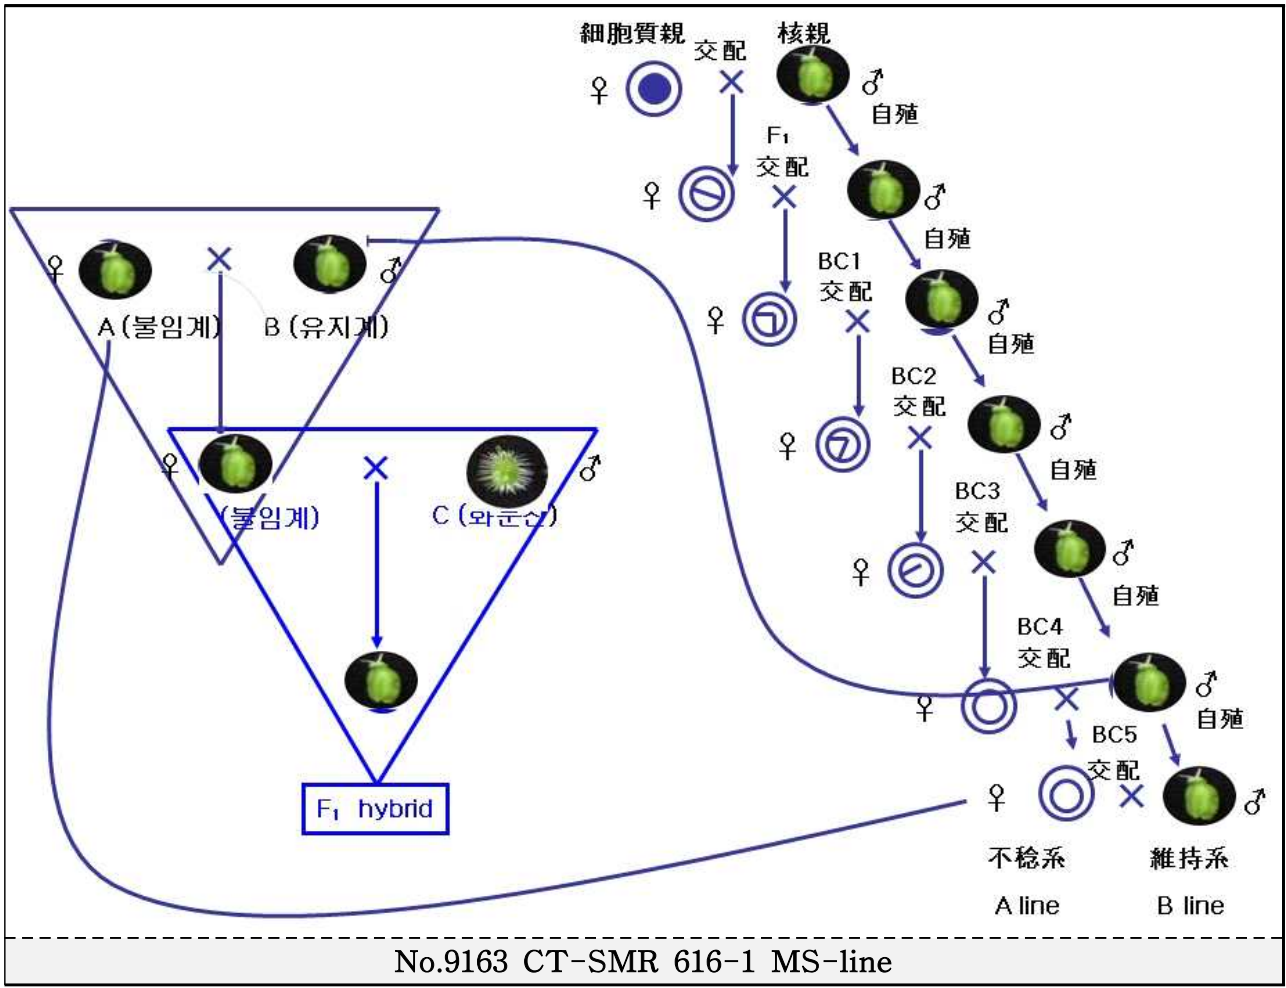 細胞質親
交配
核親
♀
×
♂
自殖
F₁
交配
♀
×
♂
自殖
BC1
交配
♀
×
♂
自殖
BC2
交配
♀
×
♂
自殖
BC3
交配
♀
×
♂
自殖
BC4
交配
♀
×
♂
自殖
BC5
交配
♀
×
♂
不稔系
維持系
A line
B line
♀
×
♂
A (불임계)
B (유지계)
♀
×
♂
(불임계)
C (
F₁ hybrid
No.9163 CT-SMR 616-1 MS-line